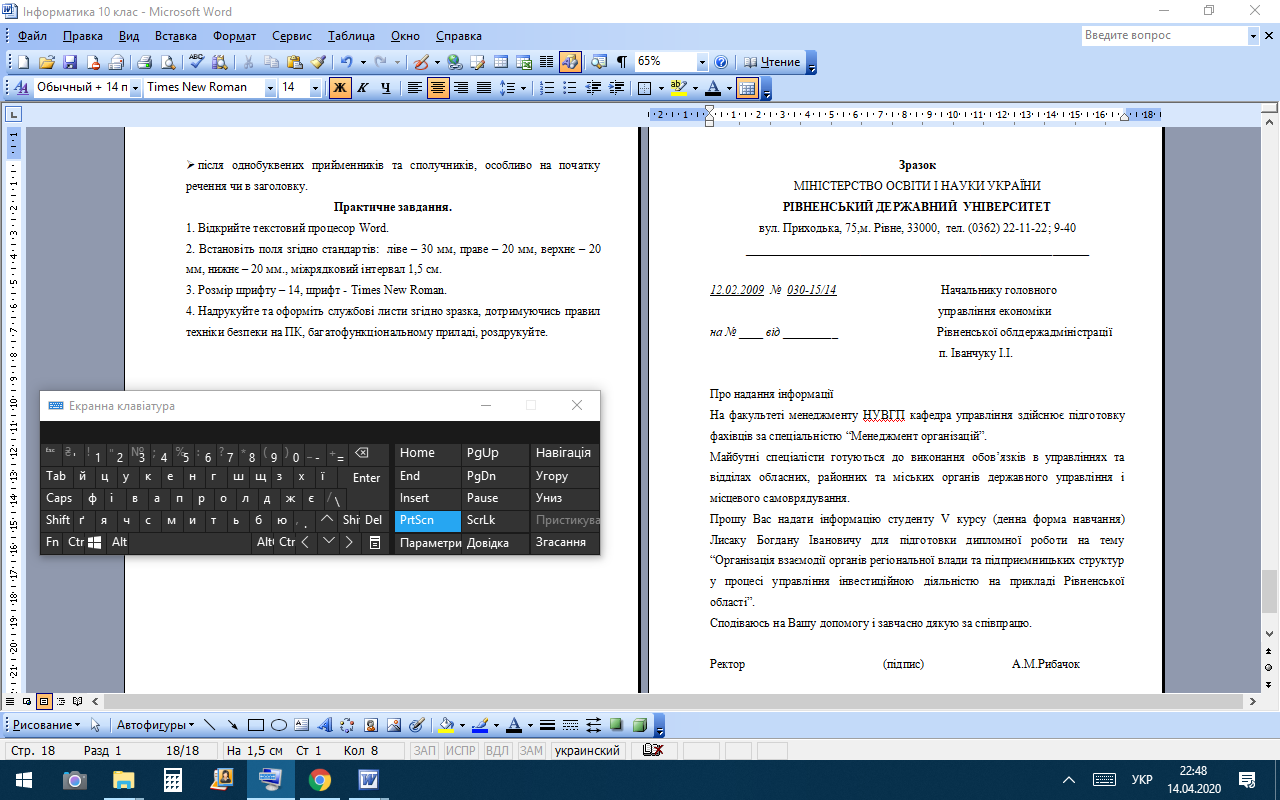 Інформатика 10 клас - Microsoft Word
Файл Правка Вид Вставка Формат Сервис Таблица Окно Справка
Введите вопрос
65%
Чтение
Обычный + 14 п
Times New Roman
14
Ж К Ч
після однобуквених прийменників та сполучників, особливо на початку
речення чи в заголовку.
Практичне завдання.
1. Відкрийте текстовий процесор Word.
2. Встановіть поля згідно стандартів: ліве – 30 мм, праве – 20 мм, верхнє – 20
мм, нижнє – 20 мм., міжрядковий інтервал 1,5 см.
3. Розмір шрифту – 14, шрифт - Times New Roman.
4. Надрукуйте та оформіть службові листи згідно зразка, дотримуючись правил
техніки безпеки на ПК, багатофункціональному приладі, роздрукуйте.
Екранна клавіатура
Home PgUp Навігація
Tab й ц у к е н г ш щ з х ї Enter End PgDn Угору
Caps ф і в а п р о л д ж є / \ Insert Pause Униз
Shift ґ я ч с м и т ь б ю , . Shi Del PrtScn ScrLk Пристикува
Fn Ctr Alt Alt Ctr Параметри Довідка Згасання
Зразок
МІНІСТЕРСТВО ОСВІТИ І НАУКИ УКРАЇНИ
РІВНЕНСЬКИЙ ДЕРЖАВНИЙ УНІВЕРСИТЕТ
вул. Приходька, 75,м. Рівне, 33000, тел. (0362) 22-11-22; 9-40
12.02.2009 № 030-15/14 Начальнику головного
управління економіки
на № ____ від _________ Рівненської облдержадміністрації
п. Іванчуку І.І.
Про надання інформації
На факультеті менеджменту НУВГП кафедра управління здійснює підготовку
фахівців за спеціальністю “Менеджмент організацій”.
Майбутні спеціалісти готуються до виконання обов’язків в управліннях та
відділах обласних, районних та міських органів державного управління і
місцевого самоврядування.
Прошу Вас надати інформацію студенту V курсу (денна форма навчання)
Лисаку Богдану Івановичу для підготовки дипломної роботи на тему
“Організація взаємодії органів регіональної влади та підприємницьких структур
у процесі управління інвестиційною діяльністю на прикладі Рівненської
області”.
Сподіваюсь на Вашу допомогу і завчасно дякую за співпрацю.
Ректор (підпис) А.М.Рибачок
Рисование Автофигуры
Стр. 18 Разд 1 18/18 На 1,5 см Ст 1 Кол 8 ЗАП ИСПР ВДЛ ЗАМ украинский
УКР
22:48
14.04.2020